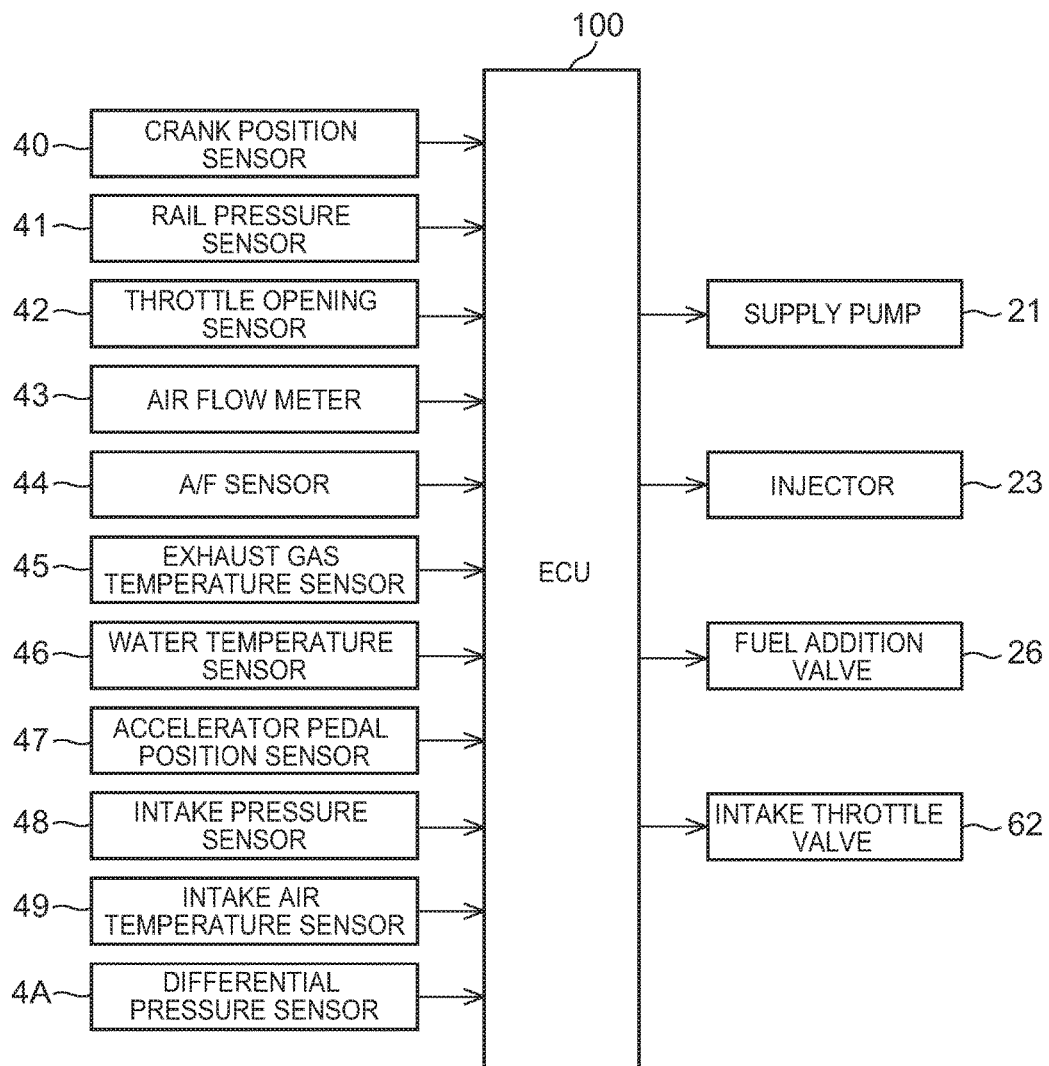 100
40
CRANK POSITION
SENSOR
41
RAIL PRESSURE
SENSOR
42
THROTTLE OPENING
SENSOR
43
AIR FLOW METER
44
A/F SENSOR
45
EXHAUST GAS
TEMPERATURE SENSOR
46
WATER TEMPERATURE
SENSOR
47
ACCELERATOR PEDAL
POSITION SENSOR
48
INTAKE PRESSURE
SENSOR
49
INTAKE AIR
TEMPERATURE SENSOR
4A
DIFFERENTIAL
PRESSURE SENSOR
ECU
SUPPLY PUMP
21
INJECTOR
23
FUEL ADDITION
VALVE
26
INTAKE THROTTLE
VALVE
62